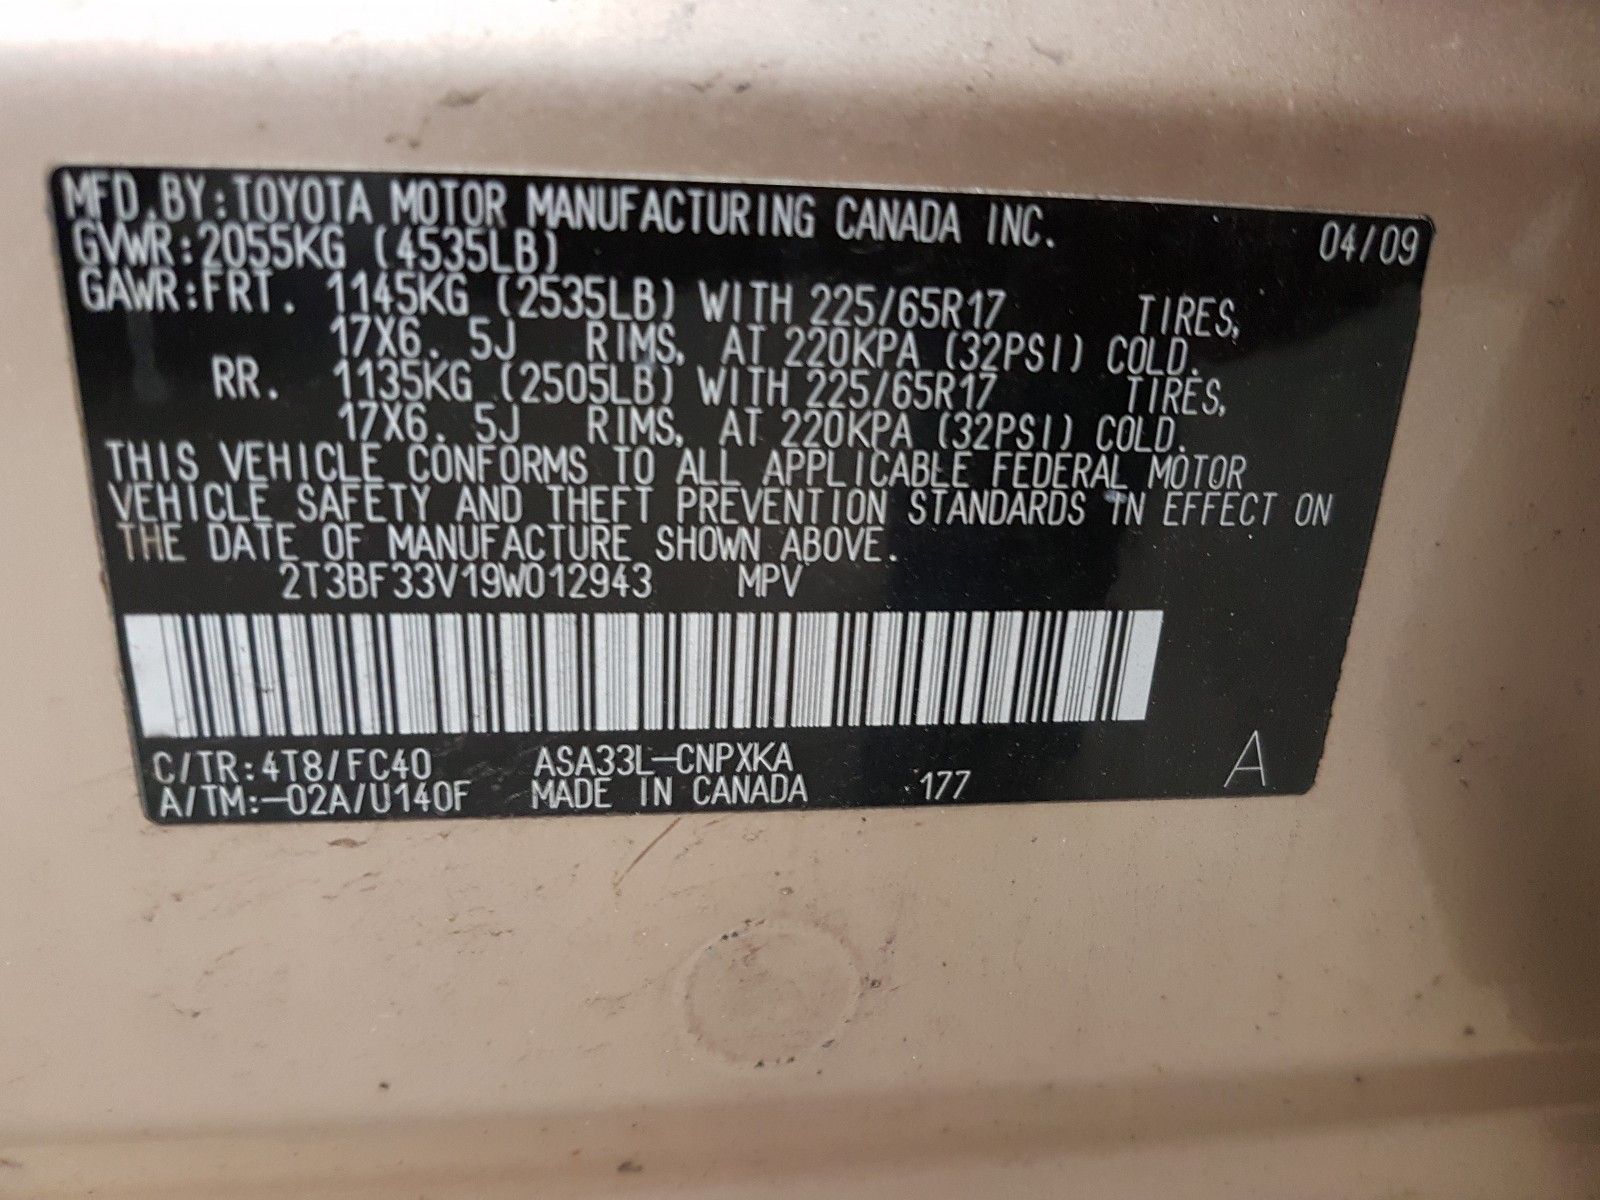 MFD.BY:TOYOTA MOTOR MANUFACTURING CANADA INC. 04/09
GVWR:2055KG (4535LB)
GAWR:FRT. 1145KG (2535LB) WITH 225/65R17 TIRES,
17X6.5J RIMS, AT 220KPA (32PSI) COLD.
RR. 1135KG (2505LB) WITH 225/65R17 TIRES,
17X6.5J RIMS, AT 220KPA (32PSI) COLD.
THIS VEHICLE CONFORMS TO ALL APPLICABLE FEDERAL MOTOR
VEHICLE SAFETY AND THEFT PREVENTION STANDARDS IN EFFECT ON
THE DATE OF MANUFACTURE SHOWN ABOVE.
2T3BF33V19W012943 MPV
C/TR:4T8/FC40 ASA33L-CNPXKA
A/TM:-02A/U140F MADE IN CANADA 177 A